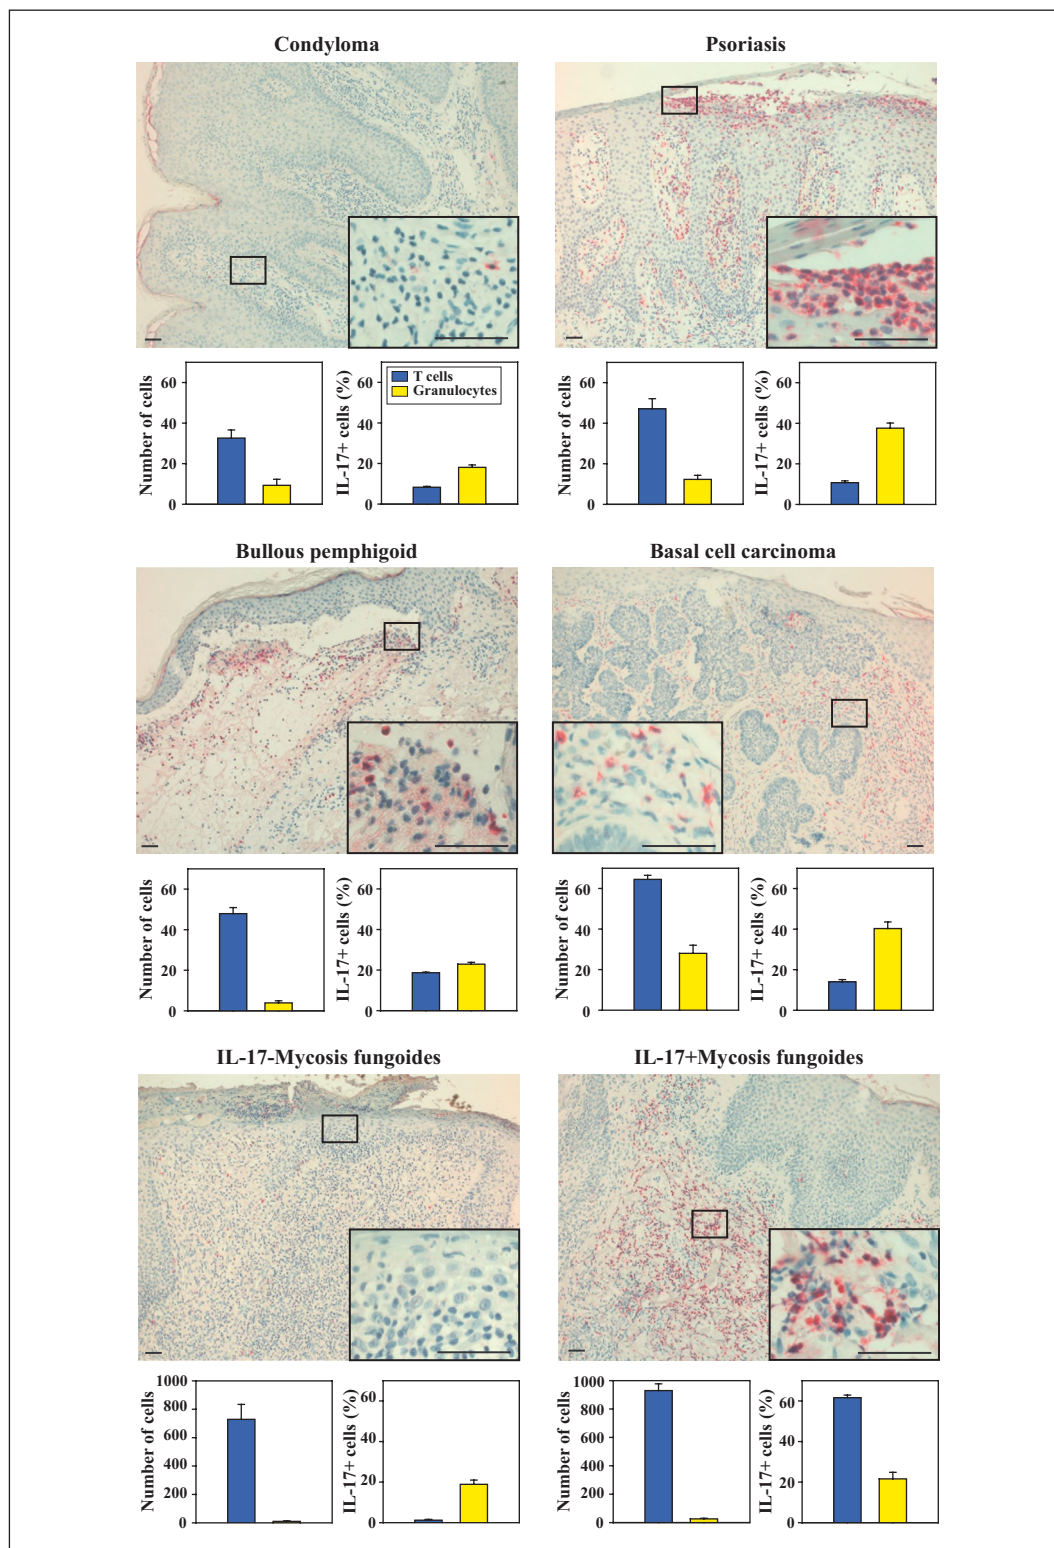 Condyloma
Psoriasis
Number of cells
60
40
20
0
IL-17+ cells (%)
60
40
20
0
T cells
Granulocytes
Number of cells
60
40
20
0
IL-17+ cells (%)
60
40
20
0
Bullous pemphigoid
Basal cell carcinoma
Number of cells
60
40
20
0
IL-17+ cells (%)
60
40
20
0
Number of cells
60
40
20
0
IL-17+ cells (%)
60
40
20
0
IL-17-Mycosis fungoides
IL-17+Mycosis fungoides
Number of cells
1000
800
600
400
200
0
IL-17+ cells (%)
60
40
20
0
Number of cells
1000
800
600
400
200
0
IL-17+ cells (%)
60
40
20
0